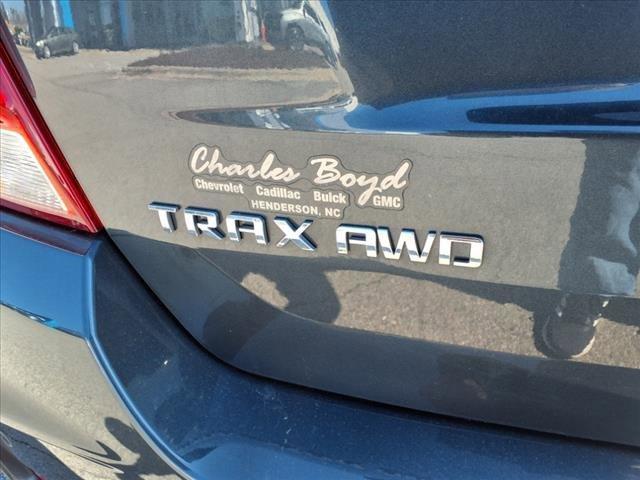 Charles Boyd
Chevrolet Cadillac Buick GMC
HENDERSON, NC
TRAX AWD